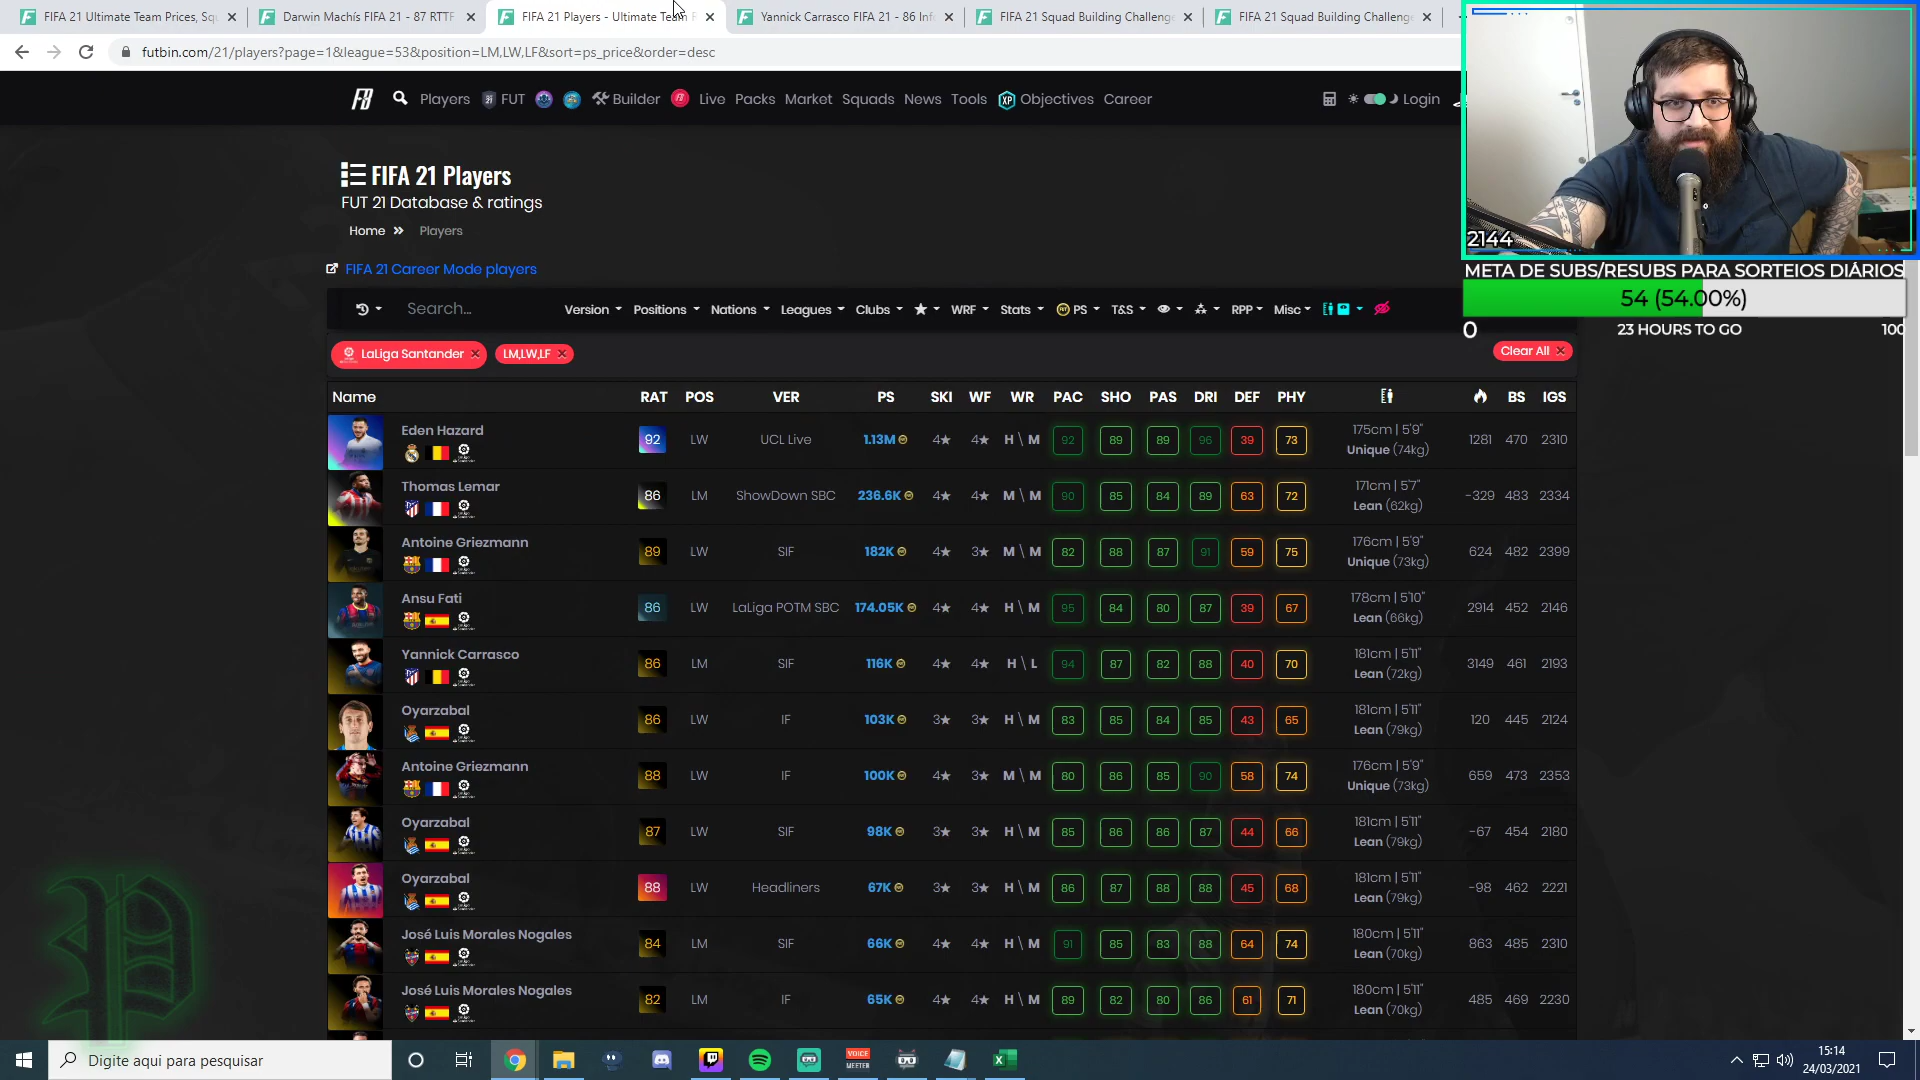 FIFA 21 Ultimate Team Prices, Squ
Darwin Machís FIFA 21 - 87 RTTF
FIFA 21 Players - Ultimate Team
Yannick Carrasco FIFA 21 - 86 Inf
FIFA 21 Squad Building Challenge
FIFA 21 Squad Building Challenge
futbin.com/21/players?page=1&league=53&position=LM,LW,LF&sort=ps_price&order=desc
Players FUT Builder Live Packs Market Squads News Tools XP Objectives Career Login
FIFA 21 Players
FUT 21 Database & ratings
Home » Players
FIFA 21 Career Mode players
Search... Version Positions Nations Leagues Clubs WRF Stats PS T&S RPP Misc
LaLiga Santander LM,LW,LF Clear All
Name RAT POS VER PS SKI WF WR PAC SHO PAS DRI DEF PHY BS IGS
Eden Hazard 92 LW UCL Live 1.13M 4★ 4★ H \ M 92 89 89 96 39 73 175cm | 5'9" Unique (74kg) 1281 470 2310
Thomas Lemar 86 LM ShowDown SBC 236.6K 4★ 4★ M \ M 90 85 84 89 63 72 171cm | 5'7" Lean (62kg) -329 483 2334
Antoine Griezmann 89 LW SIF 182K 4★ 3★ M \ M 82 88 87 91 59 75 176cm | 5'9" Unique (73kg) 624 482 2399
Ansu Fati 86 LW LaLiga POTM SBC 174.05K 4★ 4★ H \ M 95 84 80 87 39 67 178cm | 5'10" Lean (66kg) 2914 452 2146
Yannick Carrasco 86 LM SIF 116K 4★ 4★ H \ L 94 87 82 88 40 70 181cm | 5'11" Lean (72kg) 3149 461 2193
Oyarzabal 86 LW IF 103K 3★ 3★ H \ M 83 85 84 85 43 65 181cm | 5'11" Lean (79kg) 120 445 2124
Antoine Griezmann 88 LW IF 100K 4★ 3★ M \ M 80 86 85 90 58 74 176cm | 5'9" Unique (73kg) 659 473 2353
Oyarzabal 87 LW SIF 98K 3★ 3★ H \ M 85 86 86 87 44 66 181cm | 5'11" Lean (79kg) -67 454 2180
Oyarzabal 88 LW Headliners 67K 3★ 3★ H \ M 86 87 88 88 45 68 181cm | 5'11" Lean (79kg) -98 462 2221
José Luis Morales Nogales 84 LM SIF 66K 4★ 4★ H \ M 91 85 83 88 64 74 180cm | 5'11" Lean (70kg) 863 485 2310
José Luis Morales Nogales 82 LM IF 65K 4★ 4★ H \ M 89 82 80 86 61 71 180cm | 5'11" Lean (70kg) 485 469 2230
2144
META DE SUBS/RESUBS PARA SORTEIOS DIÁRIOS
54 (54.00%)
0 23 HOURS TO GO 100
P
Digite aqui para pesquisar
VOICE MEETER
15:14
24/03/2021